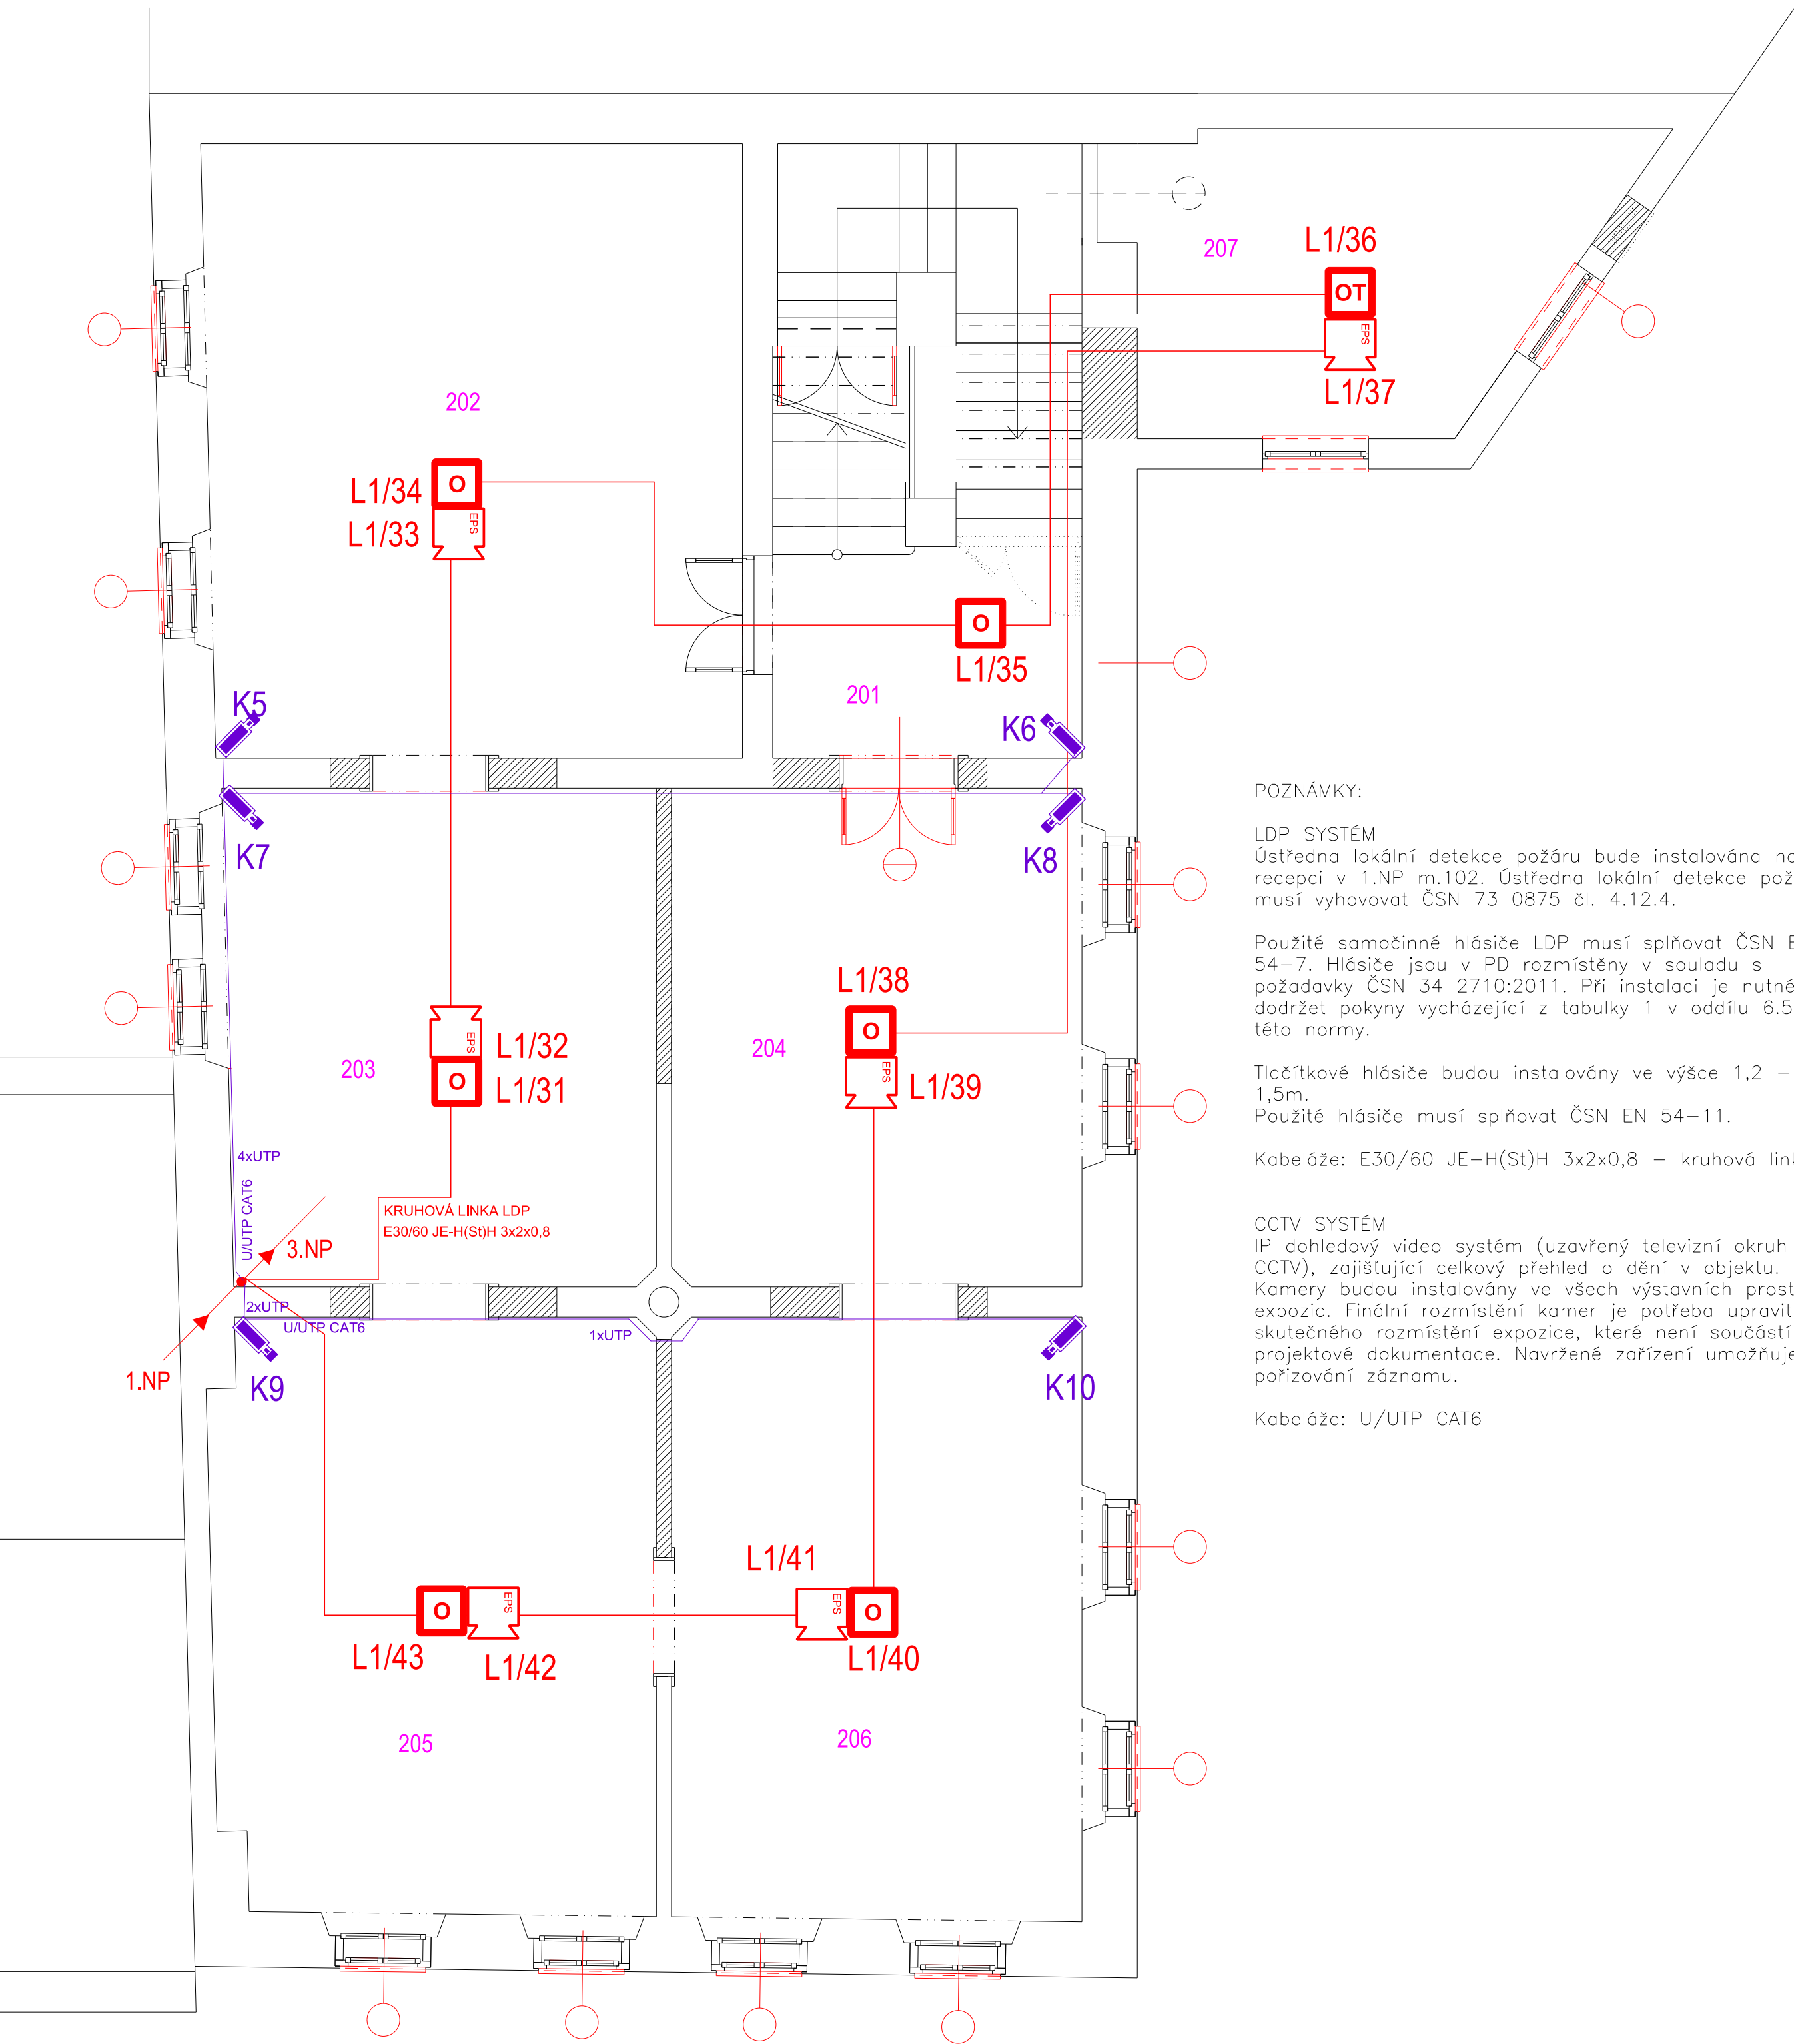 207
L1/36
OT
EPS
L1/37
202
L1/34
O
L1/33
EPS
O
L1/35
201
K5
K6
K7
K8
L1/38
O
204
EPS
L1/39
EPS
L1/32
203
O
L1/31
4xUTP
U/UTP CAT6
KRUHOVÁ LINKA LDP
E30/60 JE-H(St)H 3x2x0,8
3.NP
2xUTP
U/UTP CAT6
1xUTP
1.NP
K9
K10
L1/41
O
EPS
EPS
O
L1/43
L1/42
L1/40
205
206
POZNÁMKY:
LDP SYSTÉM
Ústředna lokální detekce požáru bude instalována
recepci v 1.NP m.102. Ústředna lokální detekce
musí vyhovovat ČSN 73 0875 čl. 4.12.4.
Použité samočinné hlásiče LDP musí splňovat ČSN
54-7. Hlásiče jsou v PD rozmístěny v souladu s
požadavky ČSN 34 2710:2011. Při instalaci je nutné
dodržet pokyny vycházející z tabulky 1 v oddílu 6.5
této normy.
Tlačítkové hlásiče budou instalovány ve výšce 1,2 –
1,5m.
Použité hlásiče musí splňovat ČSN EN 54-11.
Kabeláže: E30/60 JE-H(St)H 3x2x0,8 – kruhová
CCTV SYSTÉM
IP dohledový video systém (uzavřený televizní okruh
CCTV), zajišťující celkový přehled o dění v objektu.
Kamery budou instalovány ve všech výstavních
expozic. Finální rozmístění kamer je potřeba upravit
skutečného rozmístění expozice, které není součástí
projektové dokumentace. Navržené zařízení umožňuje
pořizování záznamu.
Kabeláže: U/UTP CAT6